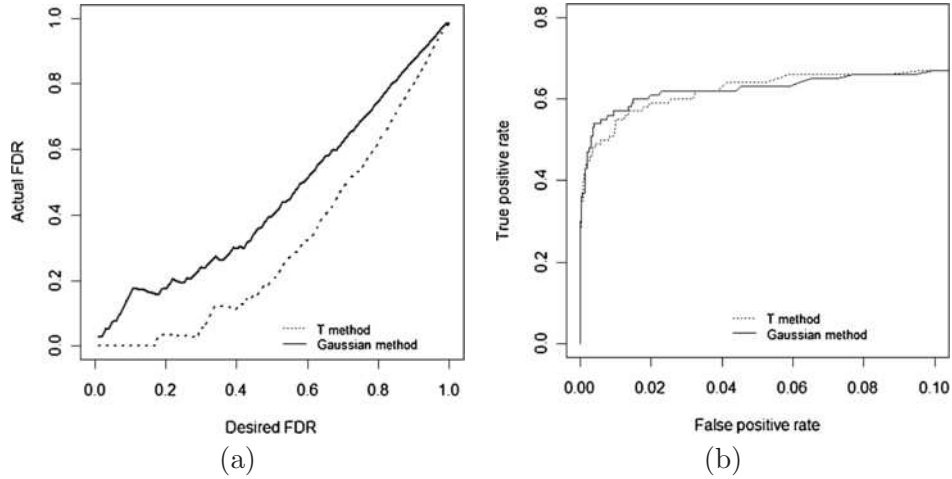 Actual FDR
1.0
0.8
0.6
0.4
0.2
0.0
T method
Gaussian method
0.0 0.2 0.4 0.6 0.8 1.0
Desired FDR
(a)
True positive rate
0.8
0.6
0.4
0.2
0.0
T method
Gaussian method
0.00 0.02 0.04 0.06 0.08 0.10
False positive rate
(b)